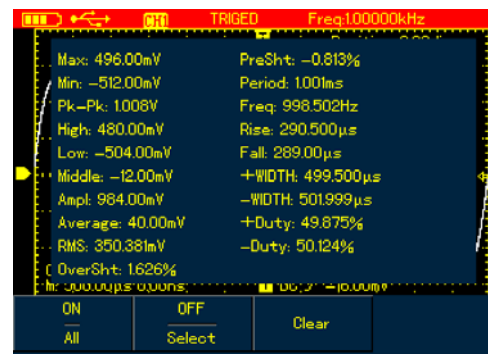 CH1 TRIGED Freq:1.00000kHz
Max: 496.00mV PreSht: -0.813%
Min: -512.00mV Period: 1.001ms
Pk-Pk: 1.008V Freq: 998.502Hz
High: 480.00mV Rise: 290.500µs
Low: -504.00mV Fall: 289.00µs
Middle: -12.00mV +WIDTH: 499.500µs
Ampl: 984.00mV -WIDTH: 501.999µs
Average: 40.00mV +Duty: 49.875%
RMS: 350.381mV -Duty: 50.124%
OverSht: 1.626%
ON OFF Clear
All Select